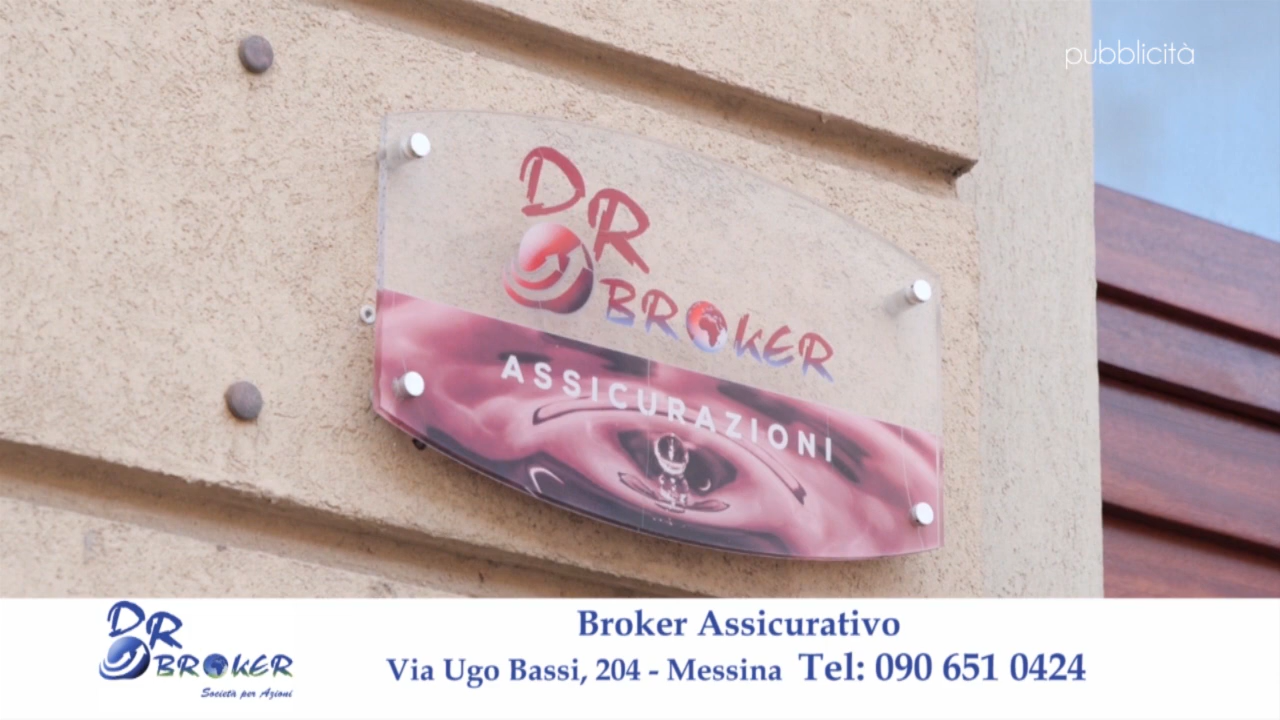 pubblicità
DR
BROKER
ASSICURAZIONI
DR
BROKER
Società per Azioni
Broker Assicurativo
Via Ugo Bassi, 204 - Messina Tel: 090 651 0424